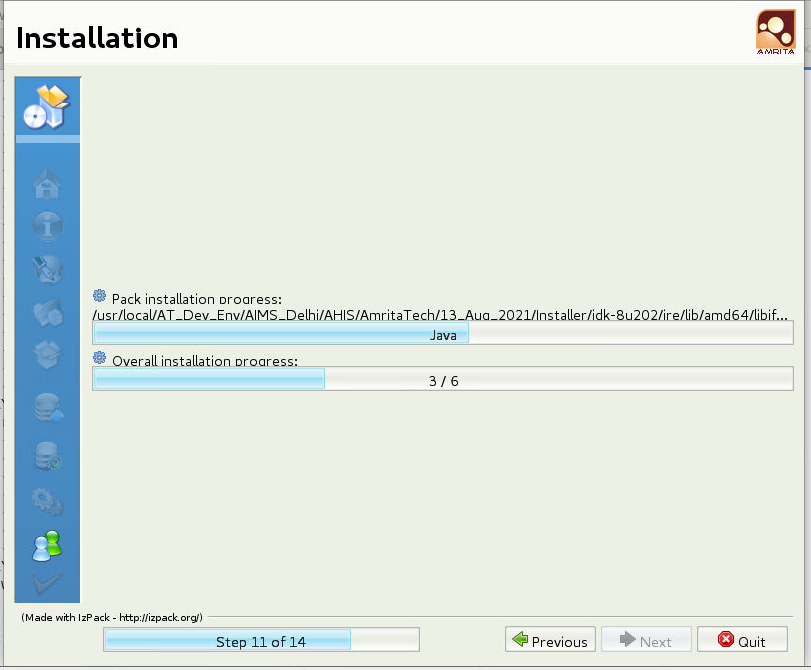 Installation
AMRITA
Pack installation progress:
/usr/local/AT_Dev_Env/AIMS_Delhi/AHIS/AmritaTech/13_Aug_2021/Installer/jdk-8u202/jre/lib/amd64/libjf...
Java
Overall installation progress:
3 / 6
(Made with IzPack - http://izpack.org/)
Step 11 of 14
Previous
Next
Quit